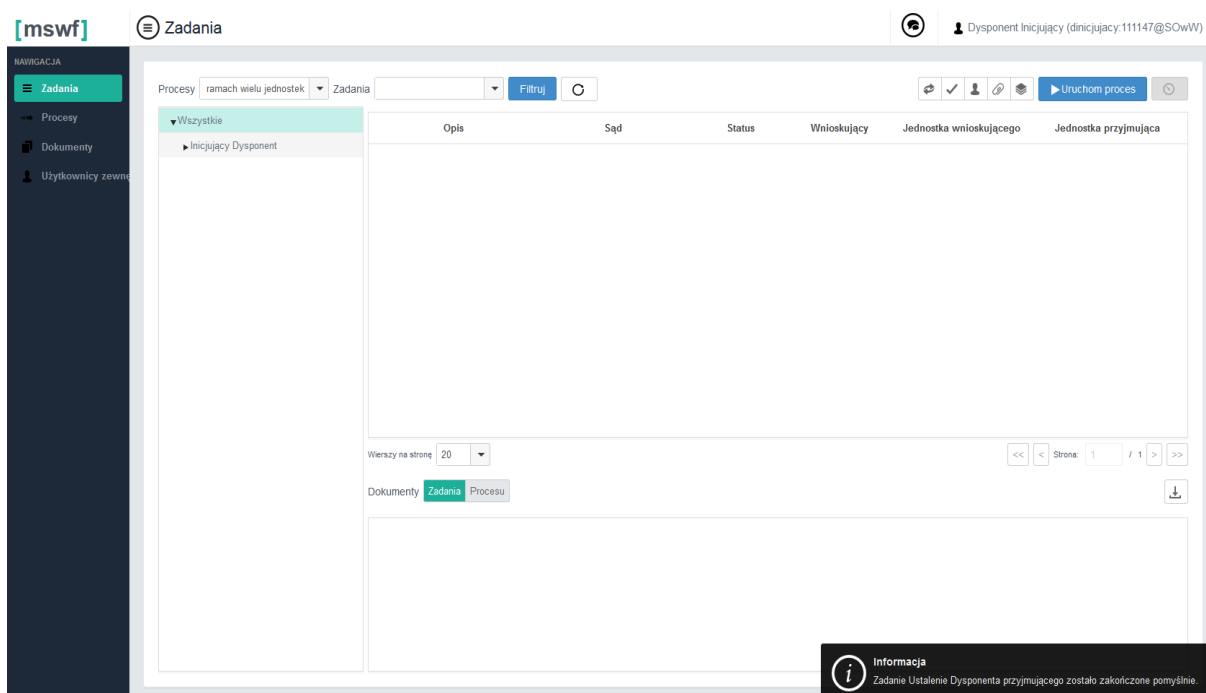 [mswf]
Zadania
Dysponent Inicjujący (dinicjujacy:111147@SOwW)
NAWIGACJA
Zadania
Procesy
Dokumenty
Użytkownicy zewnę
Procesy ramach wielu jednostek Zadania Filtruj Uruchom proces
Wszystkie
Inicjujący Dysponent
Opis Sąd Status Wnioskujący Jednostka wnioskującego Jednostka przyjmująca
Wierszy na stronę 20 << < Strona: 1 / 1 > >>
Dokumenty Zadania Procesu
Informacja
Zadanie Ustalenie Dysponenta przyjmującego zostało zakończone pomyślnie.